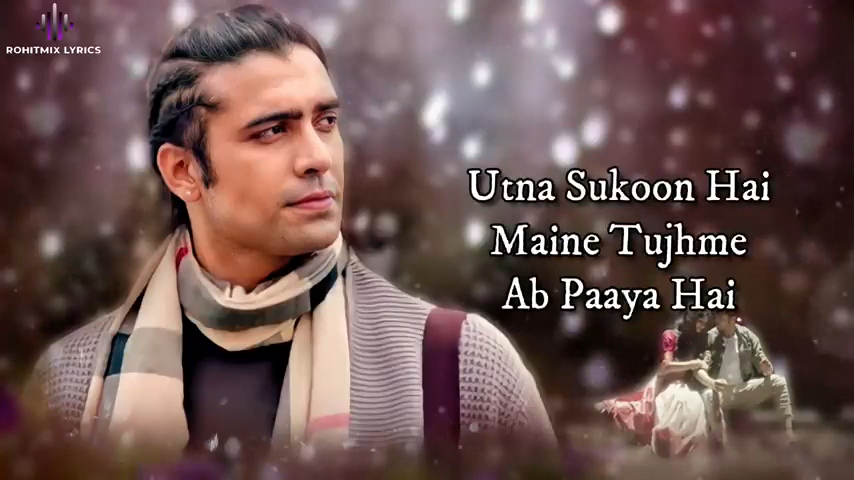 ROHITMIX LYRICS
Utna Sukoon Hai
Maine Tujhme
Ab Paaya Hai